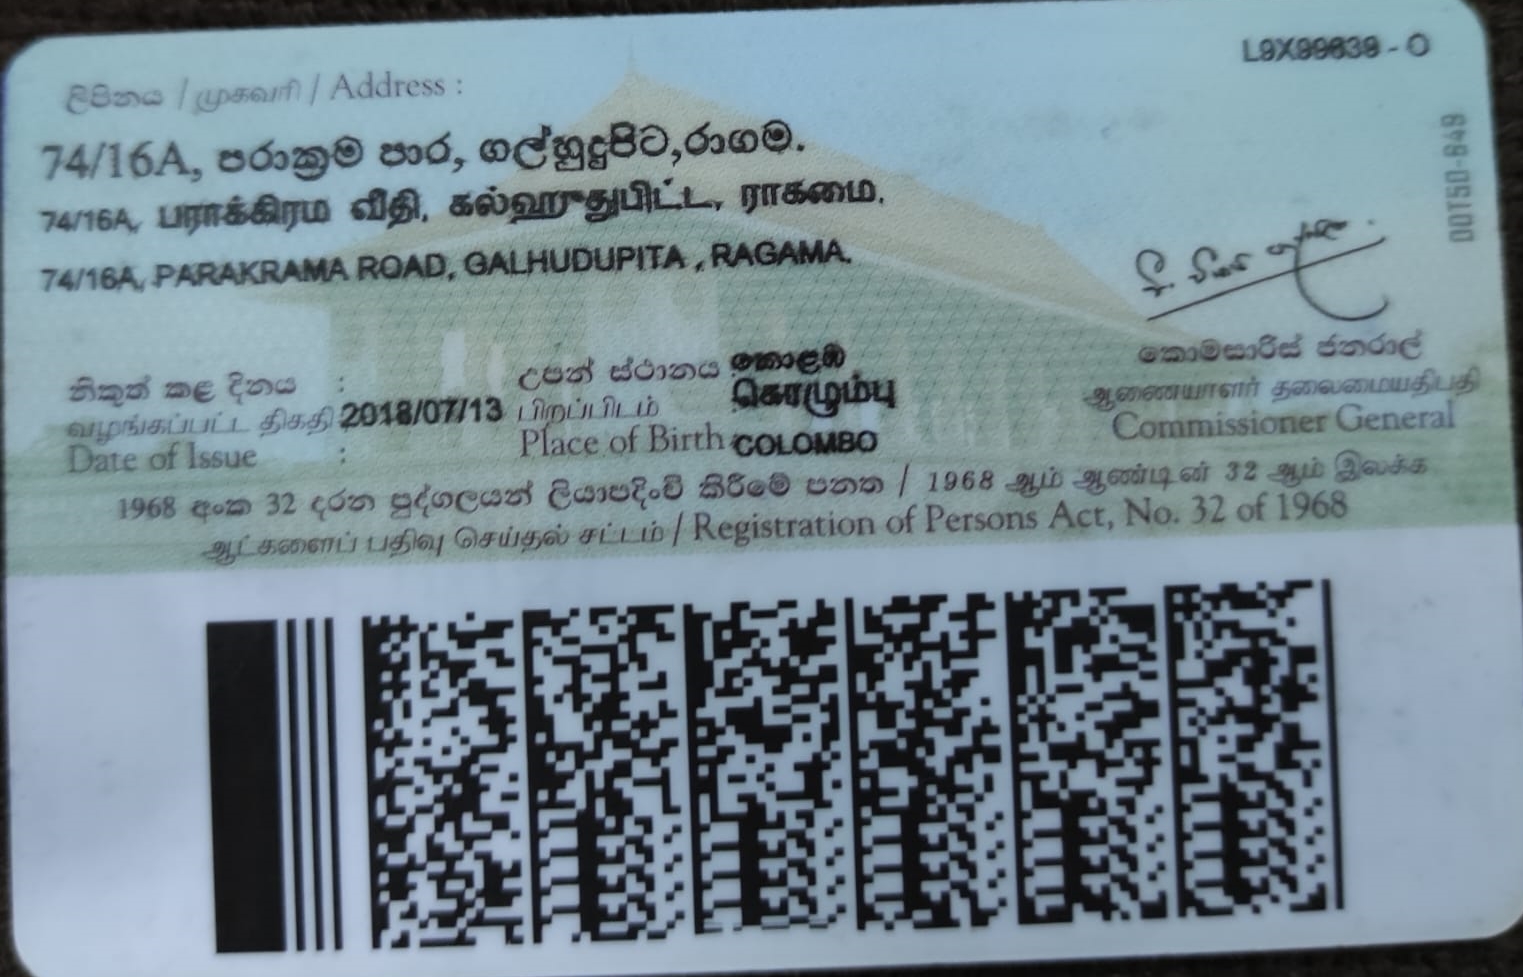 L9X99639 - O
ලිපිනය / முகவரி / Address :
74/16A, පරාක්‍රම පාර, ගල්හුදුපිට,රාගම.
74/16A, பராக்கிரம வீதி, கல்ஹுதுபிட்ட, ராகமை.
74/16A, PARAKRAMA ROAD, GALHUDUPITA , RAGAMA.
00T50-649
නිකුත් කළ දිනය :
வழங்கப்பட்ட திகதி 2018/07/13
Date of Issue :
උපන් ස්ථානය කොළඹ
பிறப்பிடம் கொழும்பு
Place of Birth COLOMBO
කොමසාරිස් ජනරාල්
ஆணையாளர் தலைமையதிபதி
Commissioner General
1968 අංක 32 දරන පුද්ගලයන් ලියාපදිංචි කිරීමේ පනත / 1968 ஆம் ஆண்டின் 32 ஆம் இலக்க
ஆட்களைப் பதிவு செய்தல் சட்டம் / Registration of Persons Act, No. 32 of 1968